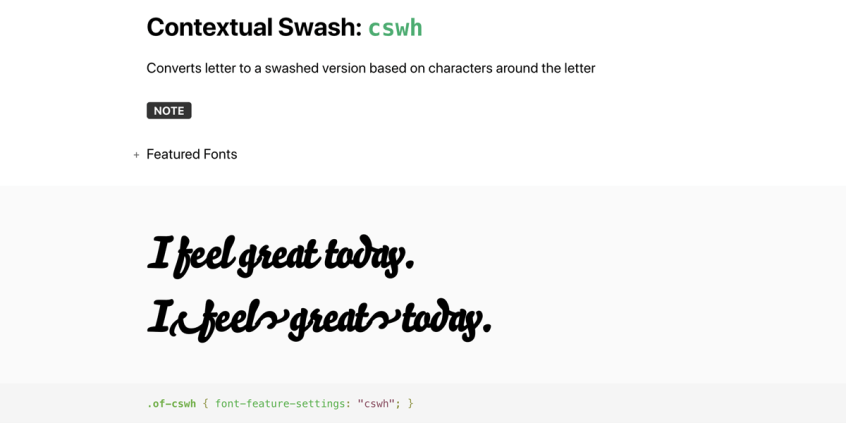 Contextual Swash: cswh
Converts letter to a swashed version based on characters around the letter
NOTE
+ Featured Fonts
I feel great today.
I feel great today.
.of-cswh { font-feature-settings: "cswh"; }